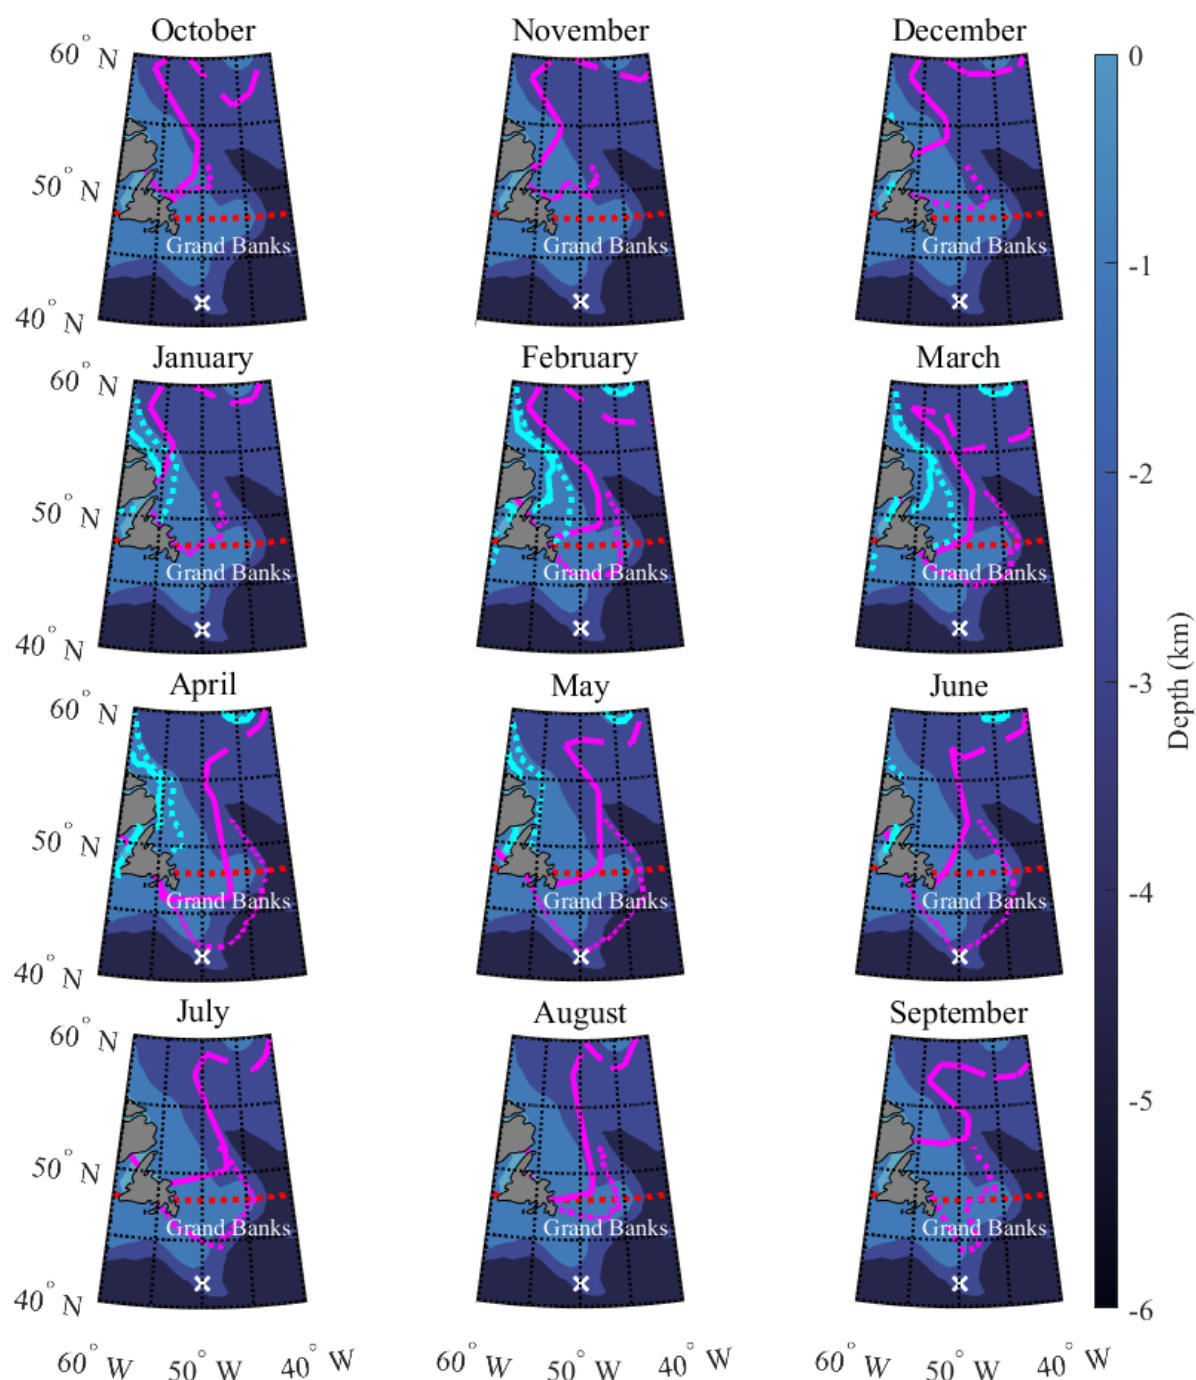 October November December
60° N
50° N
40° N
Grand Banks Grand Banks Grand Banks
January February March
60° N
50° N
40° N
Grand Banks Grand Banks Grand Banks
April May June
60° N
50° N
40° N
Grand Banks Grand Banks Grand Banks
July August September
60° N
50° N
40° N
Grand Banks Grand Banks Grand Banks
60° W 50° W 40° W 60° W 50° W 40° W 60° W 50° W 40° W
0
-1
-2
-3
-4
-5
-6
Depth (km)